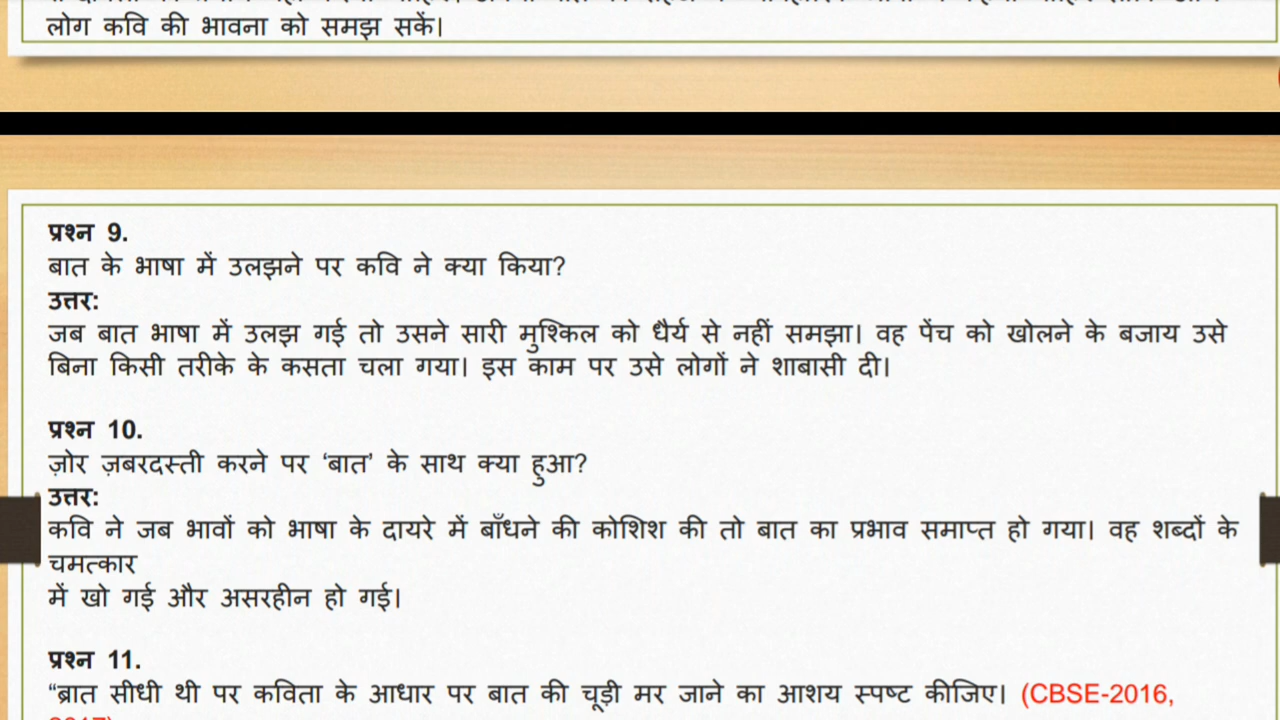 लोग कवि की भावना को समझ सकें।
प्रश्न 9.
बात के भाषा में उलझने पर कवि ने क्या किया?
उत्तर:
जब बात भाषा में उलझ गई तो उसने सारी मुश्किल को धैर्य से नहीं समझा। वह पेंच को खोलने के बजाय उसे
बिना किसी तरीके के कसता चला गया। इस काम पर उसे लोगों ने शाबासी दी।
प्रश्न 10.
ज़ोर ज़बरदस्ती करने पर ‘बात’ के साथ क्या हुआ?
उत्तर:
कवि ने जब भावों को भाषा के दायरे में बाँधने की कोशिश की तो बात का प्रभाव समाप्त हो गया। वह शब्दों के
चमत्कार
में खो गई और असरहीन हो गई।
प्रश्न 11.
“ब्रात सीधी थी पर कविता के आधार पर बात की चूड़ी मर जाने का आशय स्पष्ट कीजिए। (CBSE-2016,